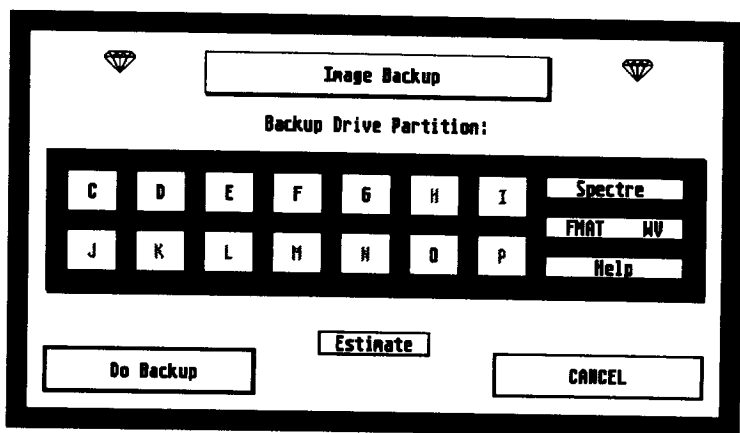 Image Backup
Backup Drive Partition:
C D E F G H I Spectre
FMAT WV
J K L M N O P Help
Estimate
Do Backup CANCEL